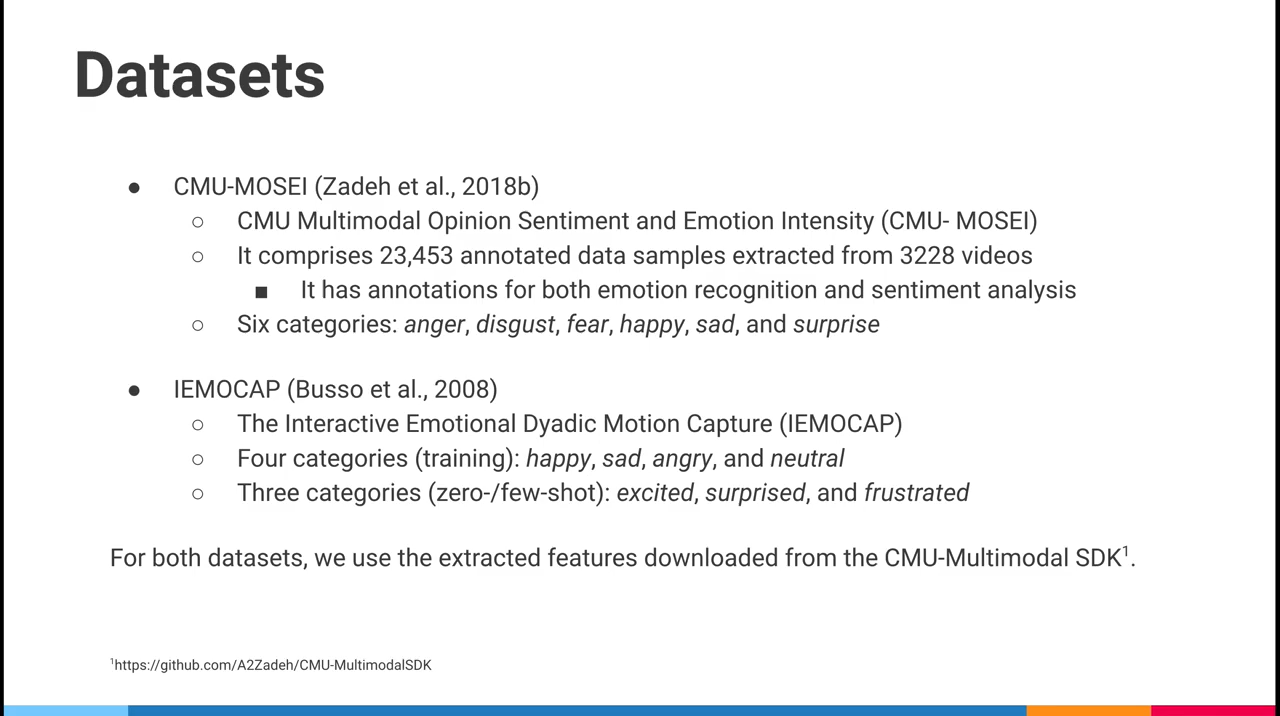 Datasets
● CMU-MOSEI (Zadeh et al., 2018b)
○ CMU Multimodal Opinion Sentiment and Emotion Intensity (CMU- MOSEI)
○ It comprises 23,453 annotated data samples extracted from 3228 videos
■ It has annotations for both emotion recognition and sentiment analysis
○ Six categories: anger, disgust, fear, happy, sad, and surprise
● IEMOCAP (Busso et al., 2008)
○ The Interactive Emotional Dyadic Motion Capture (IEMOCAP)
○ Four categories (training): happy, sad, angry, and neutral
○ Three categories (zero-/few-shot): excited, surprised, and frustrated
For both datasets, we use the extracted features downloaded from the CMU-Multimodal SDK¹.
¹https://github.com/A2Zadeh/CMU-MultimodalSDK